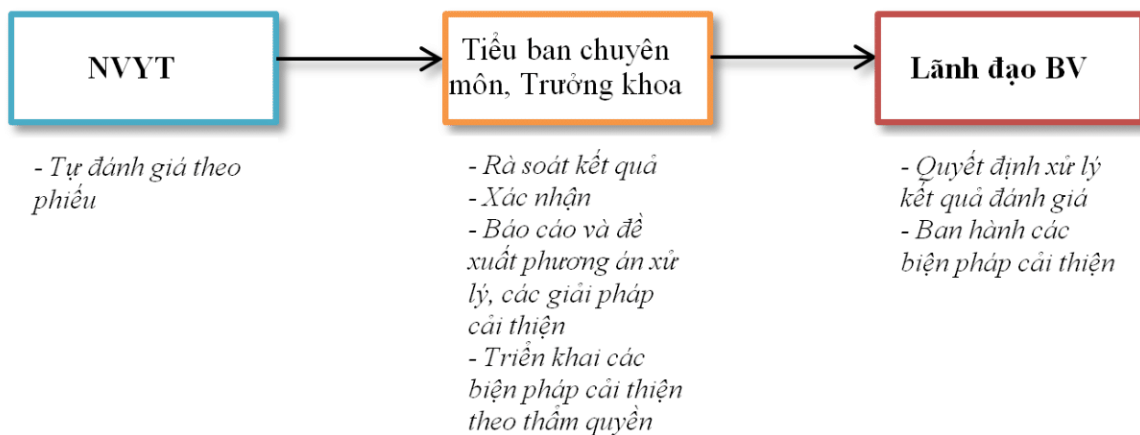 NVYT
Tiểu ban chuyên
môn, Trưởng khoa
Lãnh đạo BV
- Tự đánh giá theo
phiếu
- Rà soát kết quả
- Xác nhận
- Báo cáo và đề
xuất phương án xử
lý, các giải pháp
cải thiện
- Triển khai các
biện pháp cải thiện
theo thẩm quyền
- Quyết định xử lý
kết quả đánh giá
- Ban hành các
biện pháp cải thiện